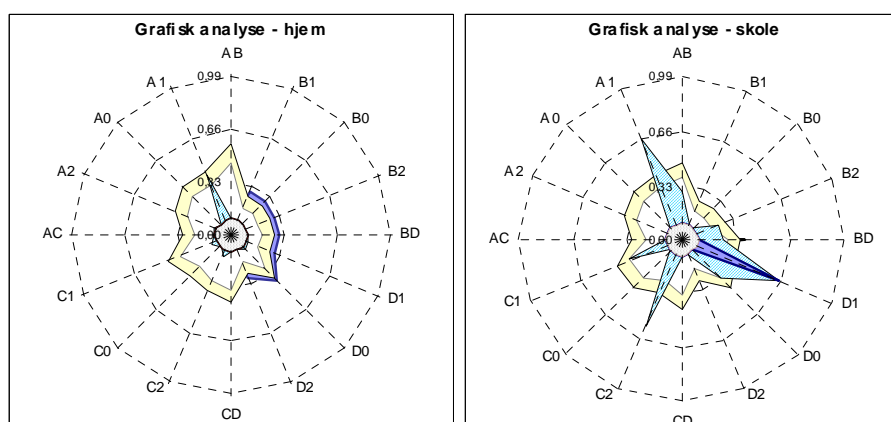 Grafisk analyse - hjem
AB
0,99
A1
B1
A0
B0
0,66
A2
B2
0,33
AC
0,00
BD
C1
D1
C0
D0
C2
D2
CD
Grafisk analyse - skole
AB
0,99
A1
B1
A0
B0
0,66
A2
B2
0,33
AC
0,00
BD
C1
D1
C0
D0
C2
D2
CD